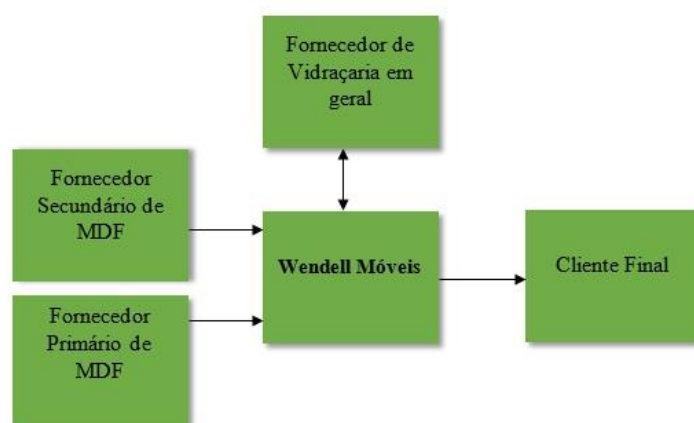 Fornecedor de
Vidraçaria em
geral
Fornecedor
Secundário de
MDF
Wendell Móveis
Cliente Final
Fornecedor
Primário de
MDF